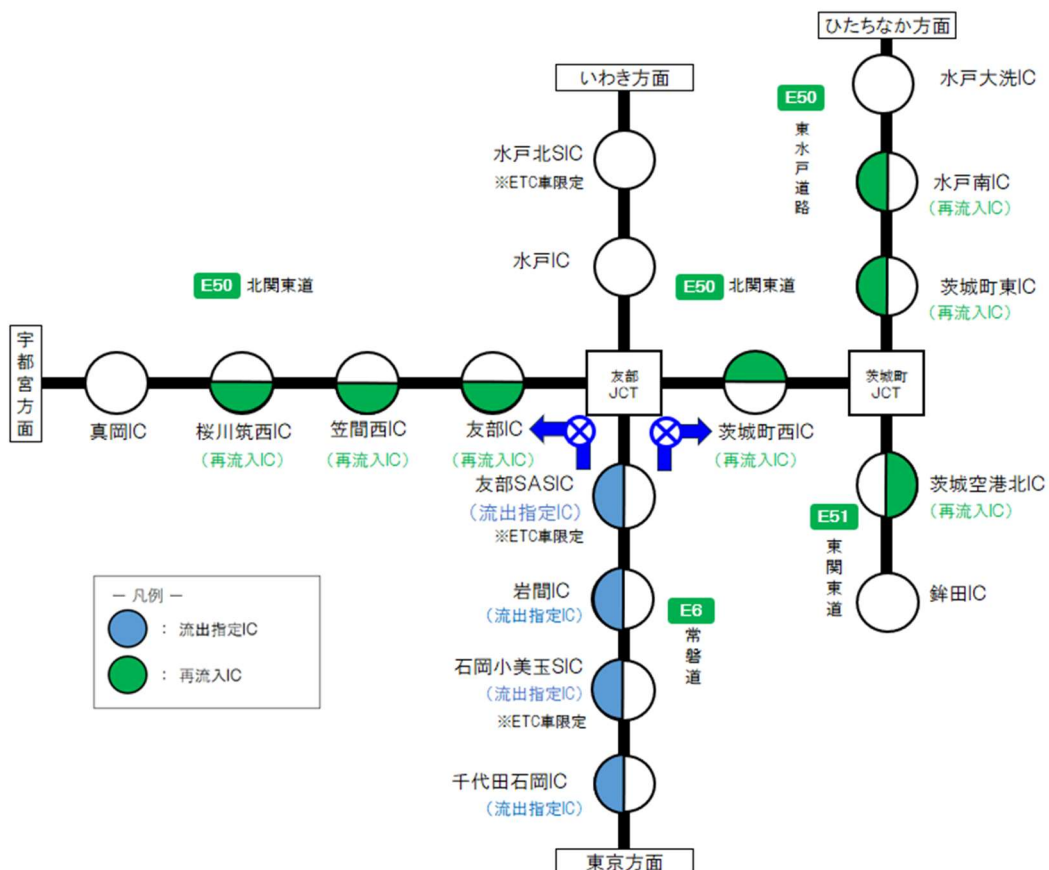 ひたちなか方面
いわき方面
水戸大洗IC
E50
東水戸道路
水戸北SIC
※ETC車限定
水戸南IC
(再流入IC)
水戸IC
E50 北関東道
E50 北関東道
茨城町東IC
(再流入IC)
宇都宮方面
友部
JCT
茨城町
JCT
真岡IC
桜川筑西IC
(再流入IC)
笠間西IC
(再流入IC)
友部IC
(再流入IC)
茨城町西IC
(再流入IC)
友部SASIC
(流出指定IC)
※ETC車限定
茨城空港北IC
(再流入IC)
E51
東関東道
岩間IC
(流出指定IC)
E6
常磐道
鉾田IC
― 凡例 ―
： 流出指定IC
： 再流入IC
石岡小美玉SIC
(流出指定IC)
※ETC車限定
千代田石岡IC
(流出指定IC)
東京方面